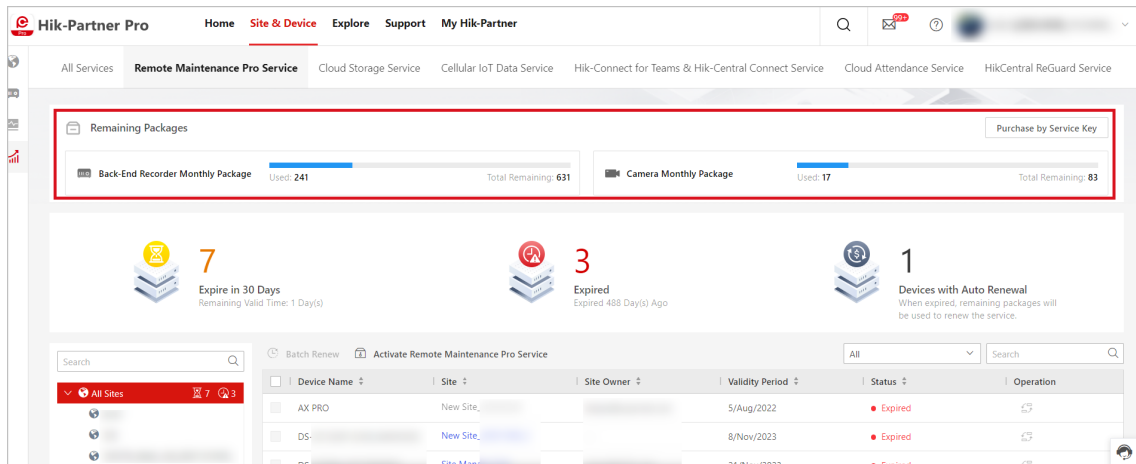 Hik-Partner Pro Home Site & Device Explore Support My Hik-Partner 99+
All Services Remote Maintenance Pro Service Cloud Storage Service Cellular IoT Data Service Hik-Connect for Teams & Hik-Central Connect Service Cloud Attendance Service HikCentral ReGuard Service
Remaining Packages Purchase by Service Key
Back-End Recorder Monthly Package Used: 241 Total Remaining: 631 Camera Monthly Package Used: 17 Total Remaining: 83
7
Expire in 30 Days
Remaining Valid Time: 1 Day(s)
3
Expired
Expired 488 Day(s) Ago
1
Devices with Auto Renewal
When expired, remaining packages will
be used to renew the service.
Search
Batch Renew Activate Remote Maintenance Pro Service All Search
All Sites 7 3
Device Name Site Site Owner Validity Period Status Operation
AX PRO New Site_ 5/Aug/2022 Expired
DS- New Site_ 8/Nov/2023 Expired